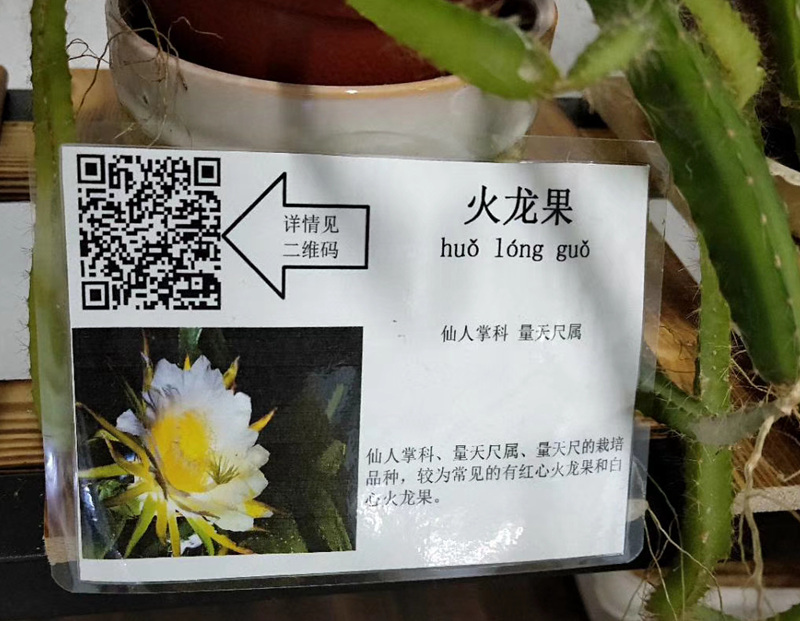 详情见
二维码
火龙果
huǒ lóng guǒ
仙人掌科 量天尺属
仙人掌科、量天尺属、量天尺的栽培
品种，较为常见的有红心火龙果和白
心火龙果。